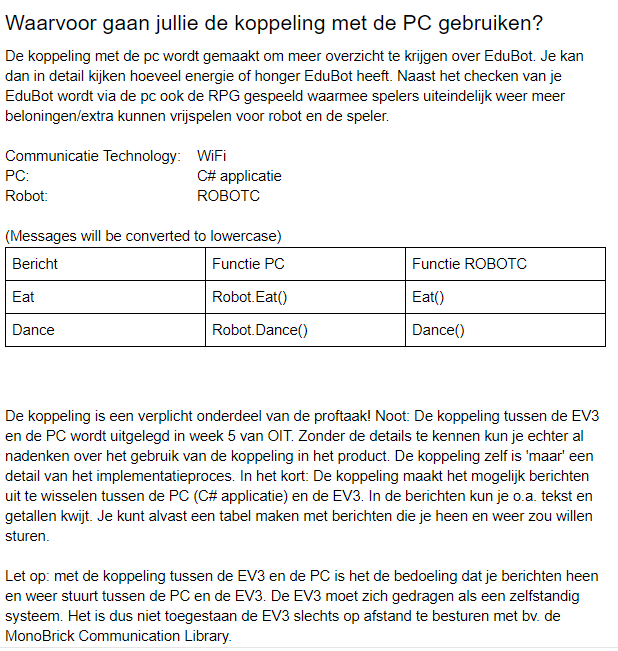 Waarvoor gaan jullie de koppeling met de PC gebruiken?
De koppeling met de pc wordt gemaakt om meer overzicht te krijgen over EduBot. Je kan
dan in detail kijken hoeveel energie of honger EduBot heeft. Naast het checken van je
EduBot wordt via de pc ook de RPG gespeeld waarmee spelers uiteindelijk weer meer
beloningen/extra kunnen vrijspelen voor robot en de speler.
Communicatie Technology: WiFi
PC: C# applicatie
Robot: ROBOTC
(Messages will be converted to lowercase)
Bericht Functie PC Functie ROBOTC
Eat Robot.Eat() Eat()
Dance Robot.Dance() Dance()
De koppeling is een verplicht onderdeel van de proftaak! Noot: De koppeling tussen de EV3
en de PC wordt uitgelegd in week 5 van OIT. Zonder de details te kennen kun je echter al
nadenken over het gebruik van de koppeling in het product. De koppeling zelf is 'maar' een
detail van het implementatieproces. In het kort: De koppeling maakt het mogelijk berichten
uit te wisselen tussen de PC (C# applicatie) en de EV3. In de berichten kun je o.a. tekst en
getallen kwijt. Je kunt alvast een tabel maken met berichten die je heen en weer zou willen
sturen.
Let op: met de koppeling tussen de EV3 en de PC is het de bedoeling dat je berichten heen
en weer stuurt tussen de PC en de EV3. De EV3 moet zich gedragen als een zelfstandig
systeem. Het is dus niet toegestaan de EV3 slechts op afstand te besturen met bv. de
MonoBrick Communication Library.